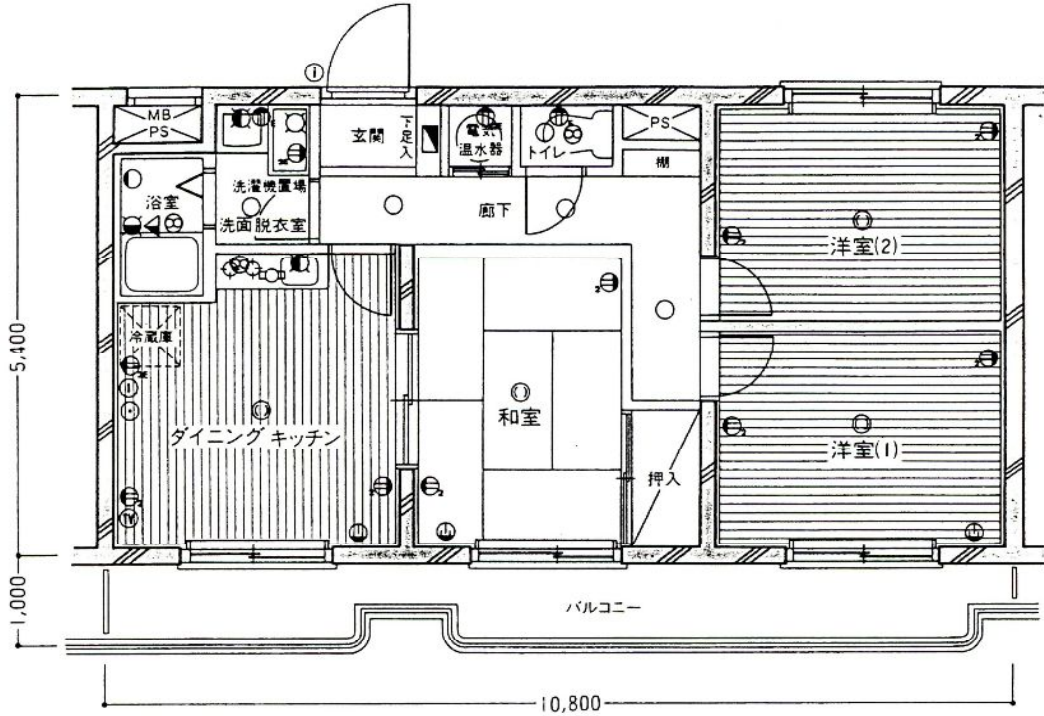 MB
PS
玄関
下足入
電気
温水器
トイレ
PS
棚
洗濯機置場
浴室
洗面脱衣室
廊下
洋室(2)
冷蔵庫
ダイニングキッチン
和室
押入
洋室(1)
TV
バルコニー
5,400
1,000
10,800